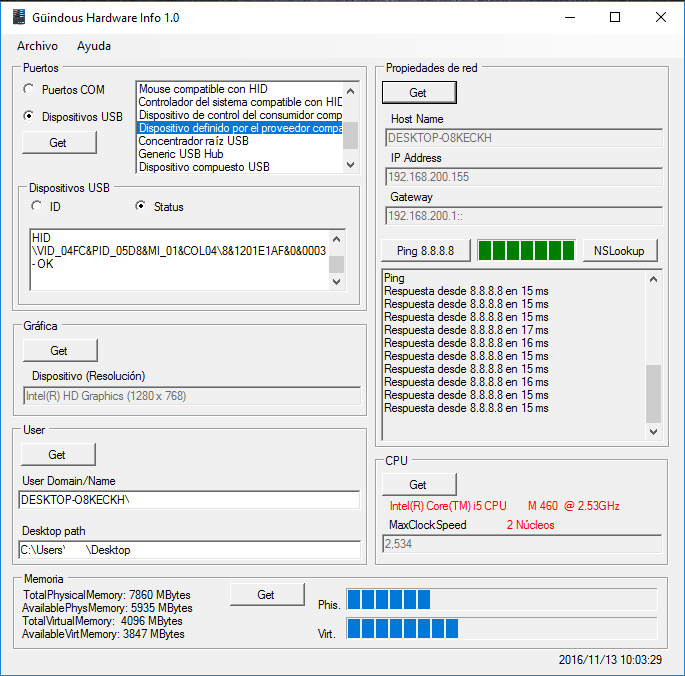 Güindous Hardware Info 1.0
Archivo Ayuda
Puertos
Puertos COM
Dispositivos USB
Get
Mouse compatible con HID
Controlador del sistema compatible con HID
Dispositivo de control del consumidor comp
Dispositivo definido por el proveedor compa
Concentrador raíz USB
Generic USB Hub
Dispositivo compuesto USB
Dispositivos USB
ID
Status
HID
\VID_04FC&PID_05D8&MI_01&COL04\8&1201E1AF&0&0003
- OK
Gráfica
Get
Dispositivo (Resolución)
Intel(R) HD Graphics (1280 x 768)
User
Get
User Domain/Name
DESKTOP-O8KECKH\
Desktop path
C:\Users\ \Desktop
Propiedades de red
Get
Host Name
DESKTOP-O8KECKH
IP Address
192.168.200.155
Gateway
192.168.200.1::
Ping 8.8.8.8
NSLookup
Ping
Respuesta desde 8.8.8.8 en 15 ms
Respuesta desde 8.8.8.8 en 15 ms
Respuesta desde 8.8.8.8 en 15 ms
Respuesta desde 8.8.8.8 en 17 ms
Respuesta desde 8.8.8.8 en 16 ms
Respuesta desde 8.8.8.8 en 15 ms
Respuesta desde 8.8.8.8 en 15 ms
Respuesta desde 8.8.8.8 en 16 ms
Respuesta desde 8.8.8.8 en 15 ms
Respuesta desde 8.8.8.8 en 15 ms
CPU
Get
Intel(R) Core(TM) i5 CPU M 460 @ 2.53GHz
MaxClockSpeed 2 Núcleos
2,534
Memoria
TotalPhysicalMemory: 7860 MBytes
AvailablePhysMemory: 5935 MBytes
TotalVirtualMemory: 4096 MBytes
AvailableVirtMemory: 3847 MBytes
Get
Phis.
Virt.
2016/11/13 10:03:29